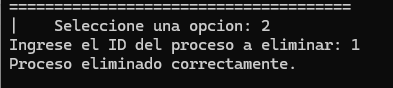 ======================================
|    Seleccione una opcion: 2
Ingrese el ID del proceso a eliminar: 1
Proceso eliminado correctamente.